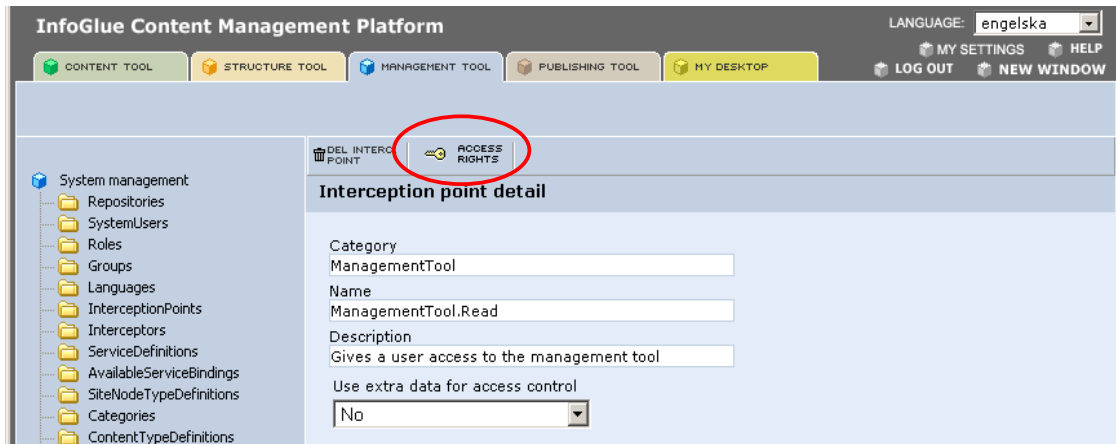 InfoGlue Content Management Platform
LANGUAGE: engelska
MY SETTINGS HELP
LOG OUT NEW WINDOW
CONTENT TOOL STRUCTURE TOOL MANAGEMENT TOOL PUBLISHING TOOL MY DESKTOP
DEL INTERC
POINT
ACCESS
RIGHTS
Interception point detail
System management
Repositories
SystemUsers
Roles
Groups
Languages
InterceptionPoints
Interceptors
ServiceDefinitions
AvailableServiceBindings
SiteNodeTypeDefinitions
Categories
ContentTypeDefinitions
Category
ManagementTool
Name
ManagementTool.Read
Description
Gives a user access to the management tool
Use extra data for access control
No